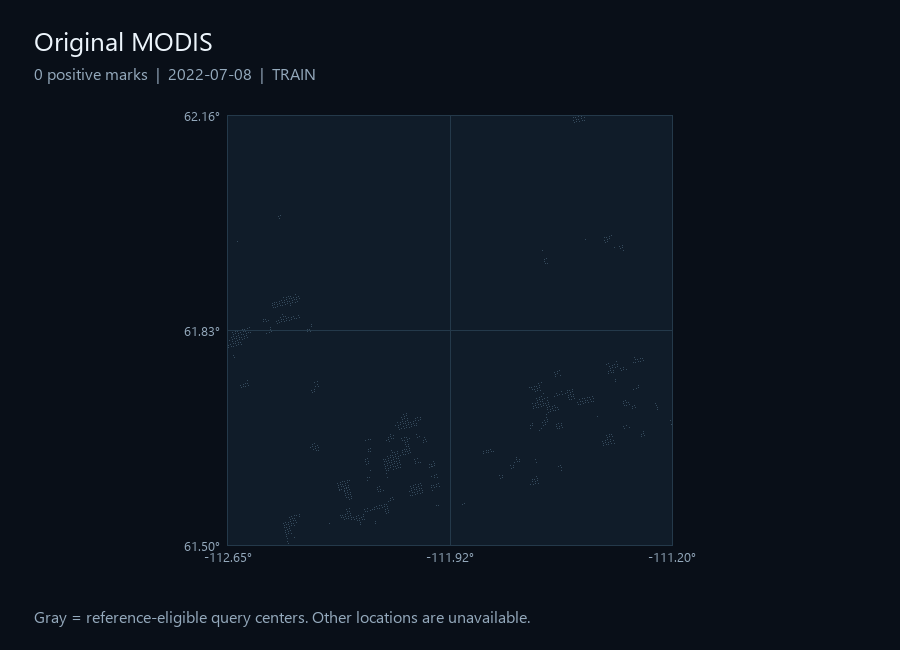 Original MODIS
0 positive marks | 2022-07-08 | TRAIN
62.16°
61.83°
61.50°
-112.65° -111.92° -111.20°
Gray = reference-eligible query centers. Other locations are unavailable.